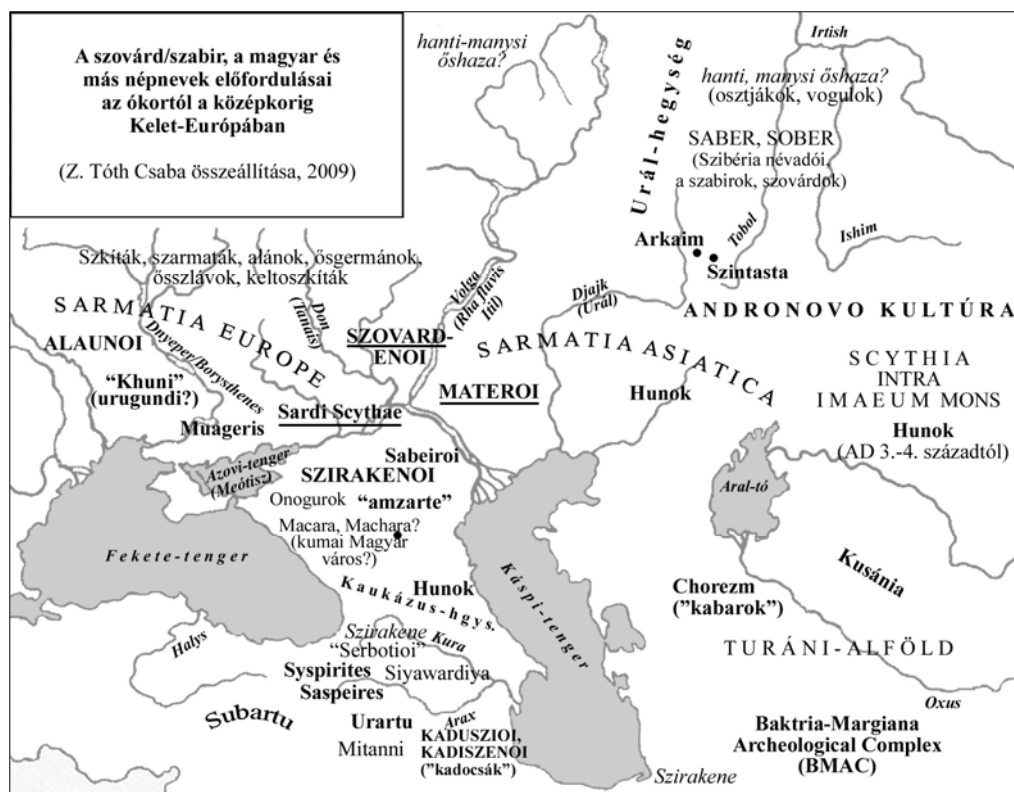 A szovárd/szabir, a magyar és
más népnevek előfordulásai
az ókortól a középkorig
Kelet-Európában
(Z. Tóth Csaba összeállítása, 2009)
hanti-manysi
őshaza?
Urál-hegység
Irtish
hanti, manysi őshaza?
(osztjákok, vogulok)
SABER, SOBER
(Szibéria névadói,
a szabirok, szovárdok)
Arkaim
Szintasta
Tobol
Ishim
Szkíták, szarmaták, alánok, ősgermánok,
ősszlávok, keltoszkíták
Volga
(Rha fluvis
Itil)
Djajk
(Urál)
ANDRONOVO KULTÚRA
SARMATIA EUROPE
Don
(Tanais)
SZOVARD-
ENOI
SARMATIA ASIATICA
ALAUNOI
Dnyeper/Borysthenes
MATEROI
Hunok
SCYTHIA
INTRA
IMAEUM MONS
Hunok
(AD 3.-4. századtól)
“Khuni”
(urugundi?)
Muageris
Sardi Scythae
Azovi-tenger
(Meótisz)
Sabeiroi
SZIRAKENOI
Onogurok
“amzarte”
Macara, Machara?
(kumai Magyar
város?)
Aral-tó
Fekete-tenger
Kaukázus-hgys.
Hunok
Káspi-tenger
Chorezm
(”kabarok”)
Kusánia
Halys
Szirakene
Kura
“Serbotioi”
Syspirites
Siyawardiya
Saspeires
TURÁNI-ALFÖLD
Oxus
Subartu
Urartu
Mitanni
Arax
KADUSZIOI,
KADISZENOI
(”kadocsák”)
Szirakene
Baktria-Margiana
Archeological Complex
(BMAC)